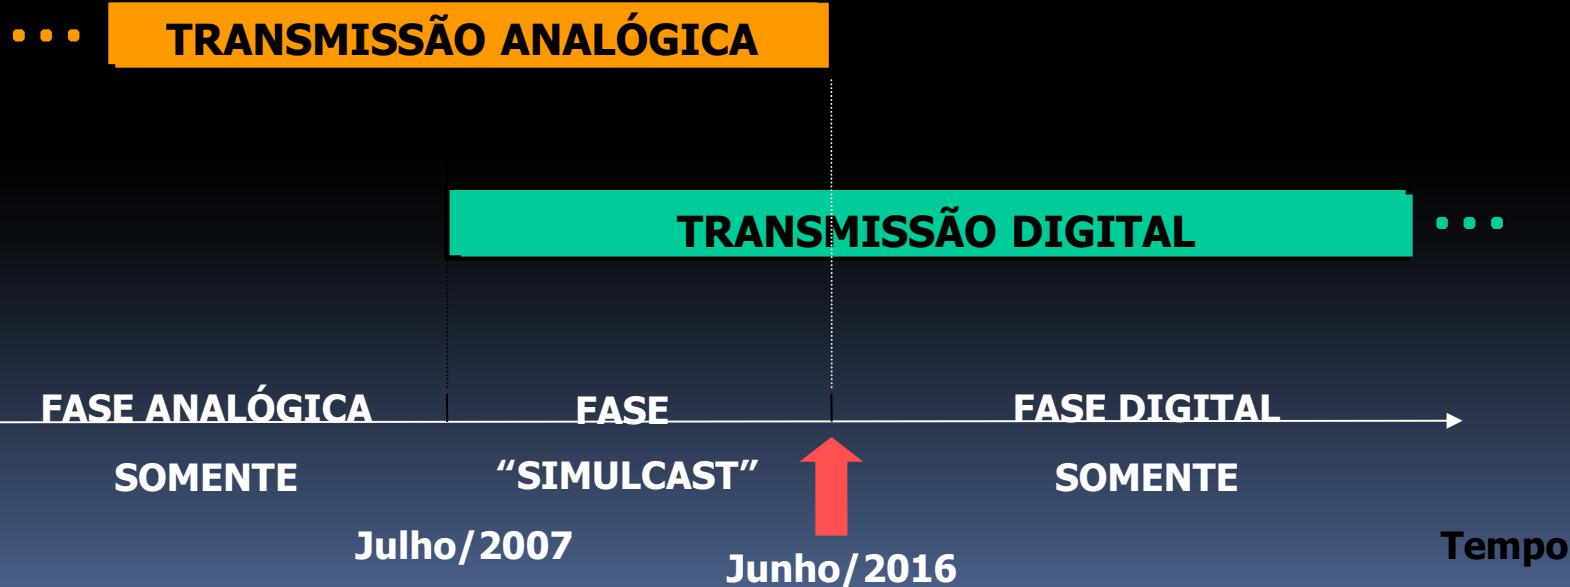 TRANSMISSÃO ANALÓGICA
TRANSMISSÃO DIGITAL
FASE ANALÓGICA
SOMENTE
FASE
“SIMULCAST”
FASE DIGITAL
SOMENTE
Julho/2007
Junho/2016
Tempo